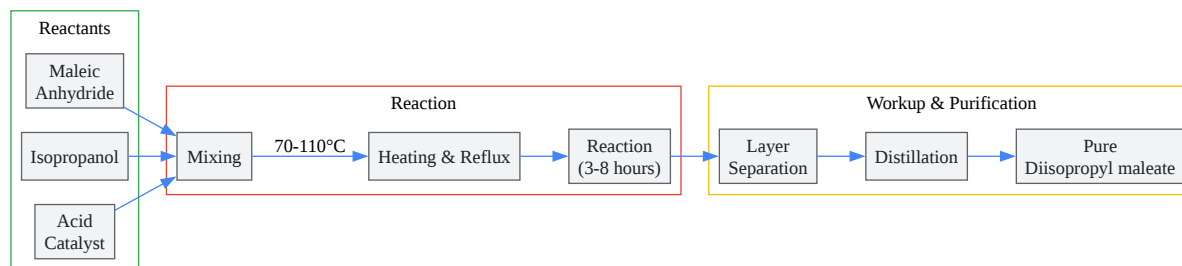 Reactants
Maleic
Anhydride
Isopropanol
Acid
Catalyst
Reaction
Mixing
70-110°C
Heating & Reflux
Reaction
(3-8 hours)
Workup & Purification
Layer
Separation
Distillation
Pure
Diisopropyl maleate